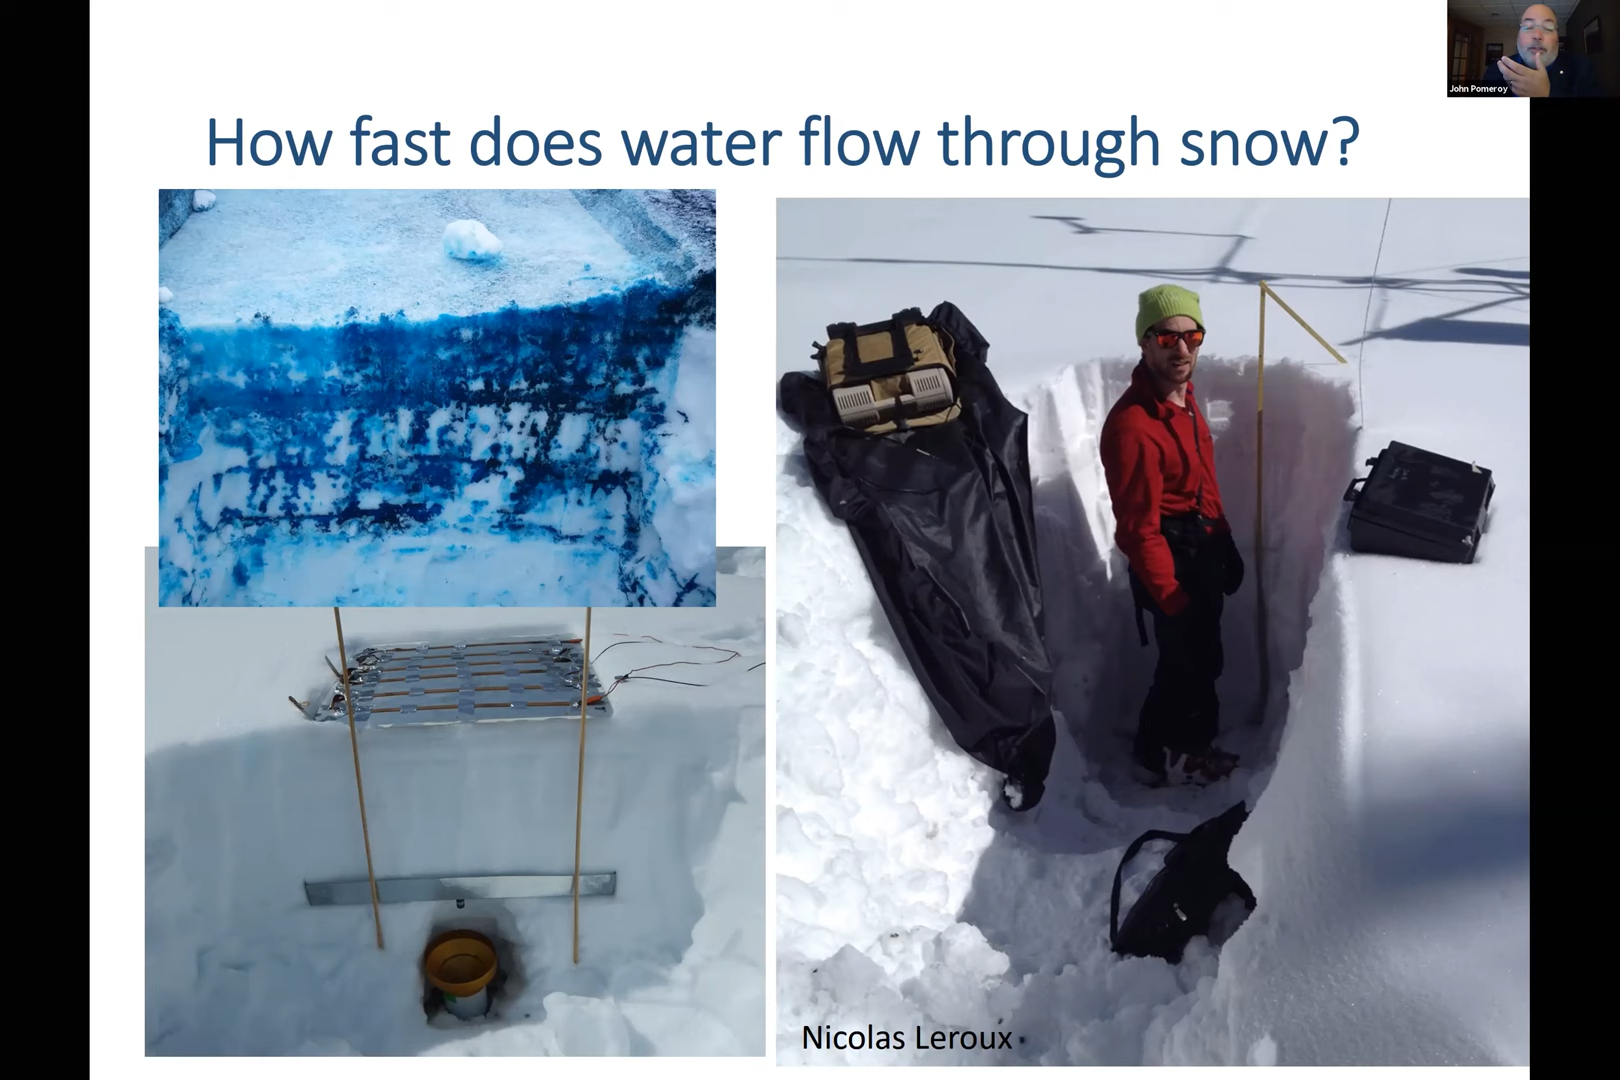 John Pomeroy
How fast does water flow through snow?
Nicolas Leroux